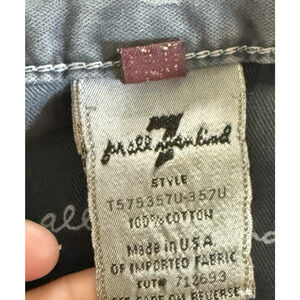 7
for all mankind
STYLE
T575357U-357U
100% COTTON
Made in U.S.A.
OF IMPORTED FABRIC
CUT# 712693
SEE CARE ON REVERSE